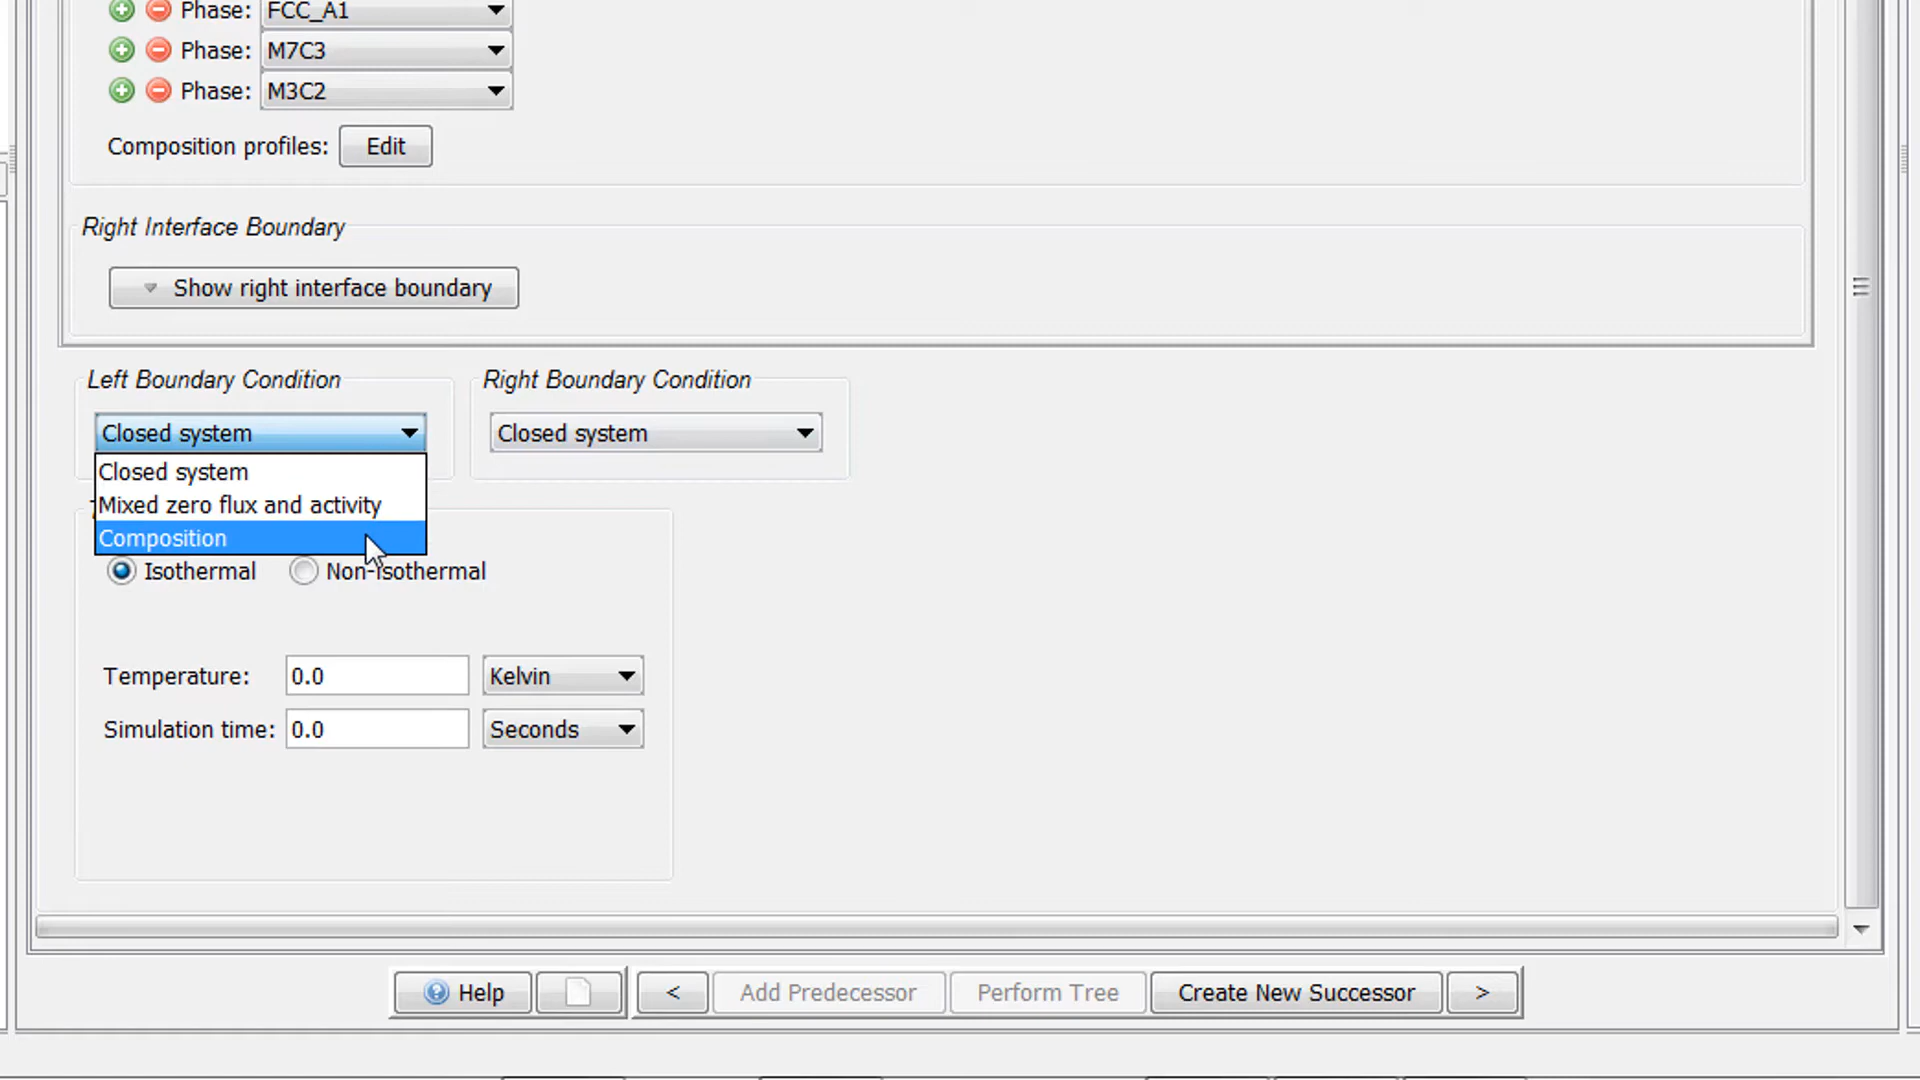 Phase: FCC_A1
Phase: M7C3
Phase: M3C2
Composition profiles: Edit
Right Interface Boundary
Show right interface boundary
Left Boundary Condition Right Boundary Condition
Closed system Closed system
Closed system
Mixed zero flux and activity
Composition
Isothermal Non-isothermal
Temperature: 0.0 Kelvin
Simulation time: 0.0 Seconds
Help < Add Predecessor Perform Tree Create New Successor >